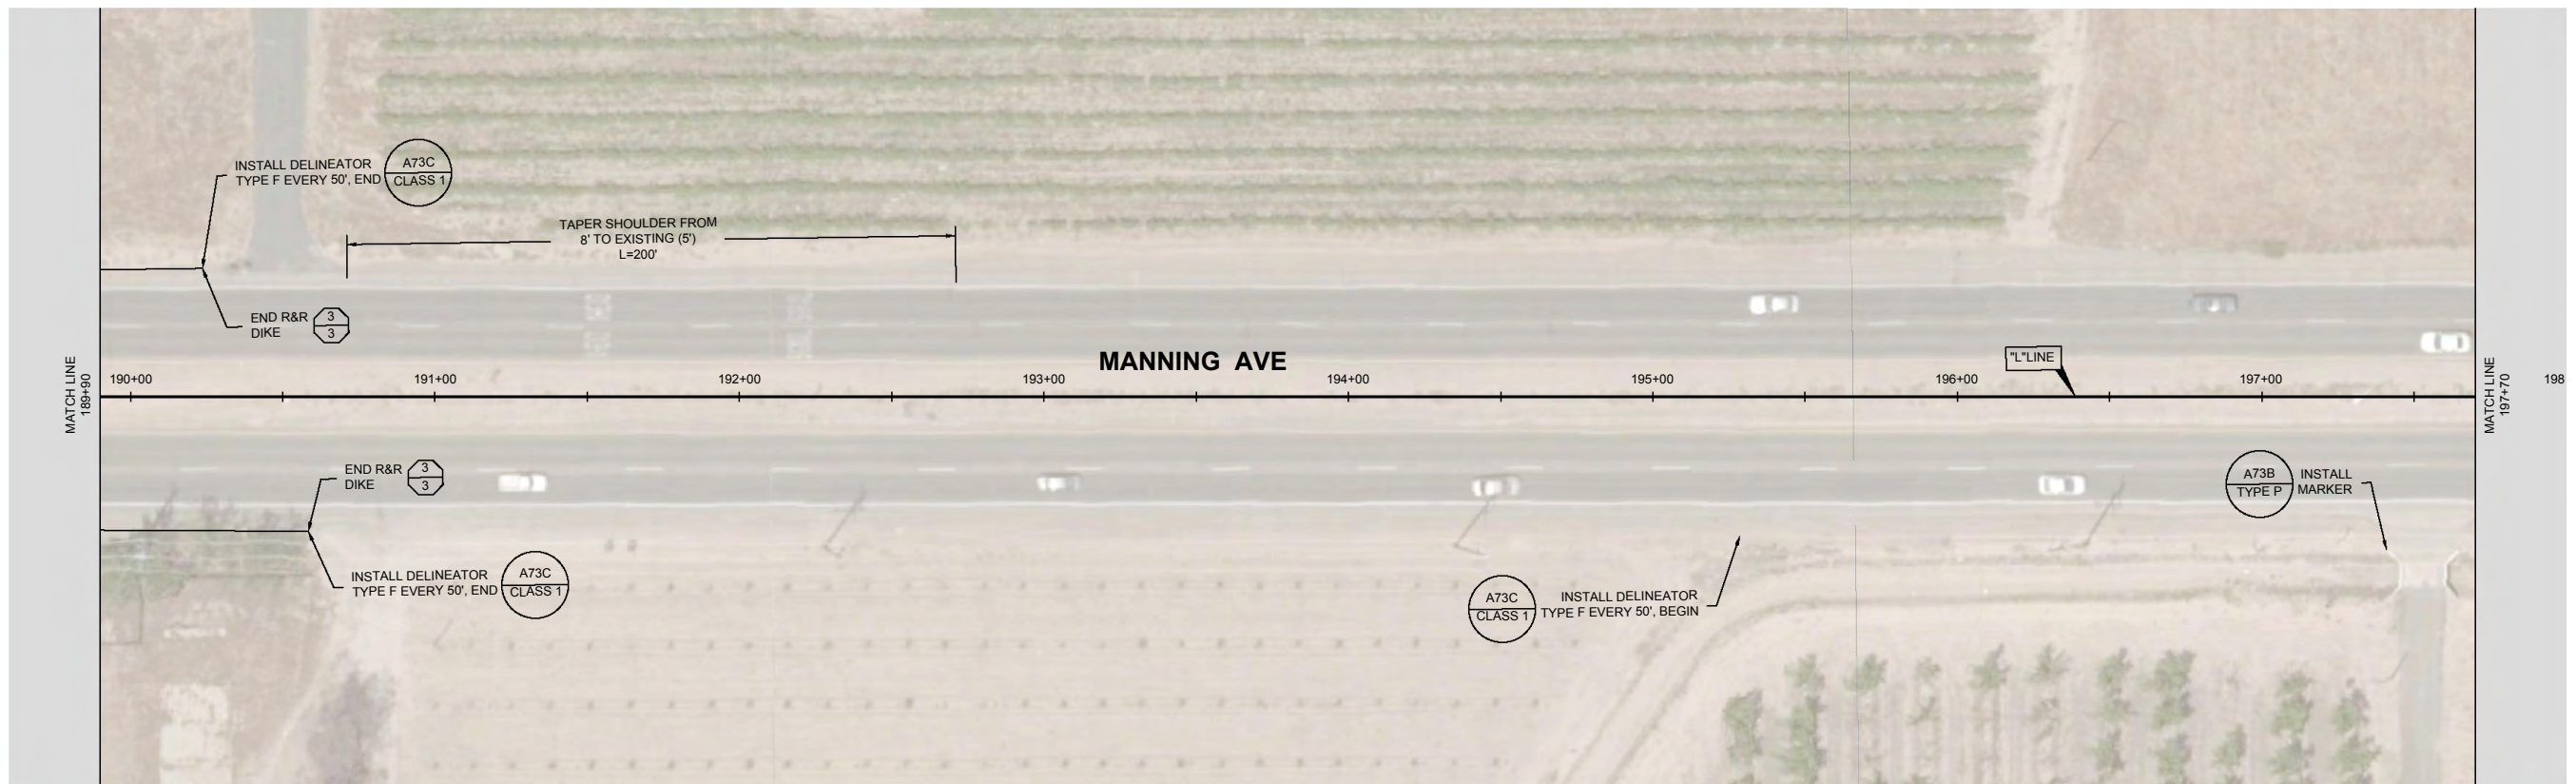 INSTALL DELINEATOR
TYPE F EVERY 50', END
A73C
CLASS 1
TAPER SHOULDER FROM
8' TO EXISTING (5')
L=200'
END R&R
DIKE
3
3
MANNING AVE
"L"LINE
MATCH LINE
189+90
190+00
191+00
192+00
193+00
194+00
195+00
196+00
197+00
MATCH LINE
197+70
198
END R&R
DIKE
3
3
A73B
TYPE P
INSTALL
MARKER
INSTALL DELINEATOR
TYPE F EVERY 50', END
A73C
CLASS 1
A73C
CLASS 1
INSTALL DELINEATOR
TYPE F EVERY 50', BEGIN